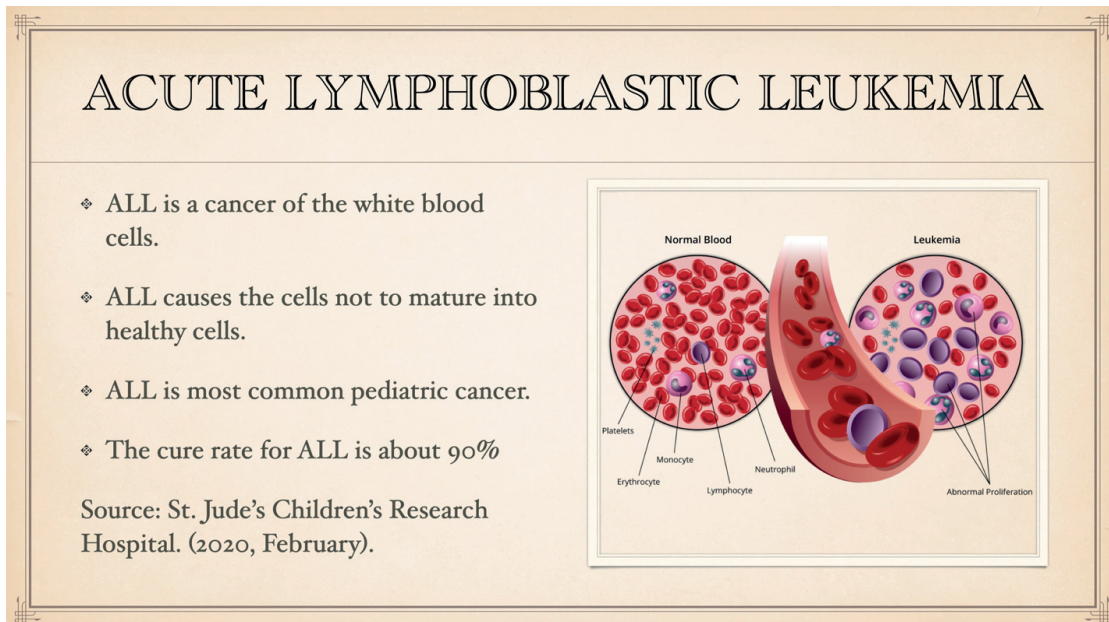 ACUTE LYMPHOBLASTIC LEUKEMIA
ALL is a cancer of the white blood
cells.
ALL causes the cells not to mature into
healthy cells.
ALL is most common pediatric cancer.
The cure rate for ALL is about 90%
Source: St. Jude’s Children’s Research
Hospital. (2020, February).
Normal Blood
Leukemia
Platelets
Monocyte
Erythrocyte
Neutrophil
Lymphocyte
Abnormal Proliferation